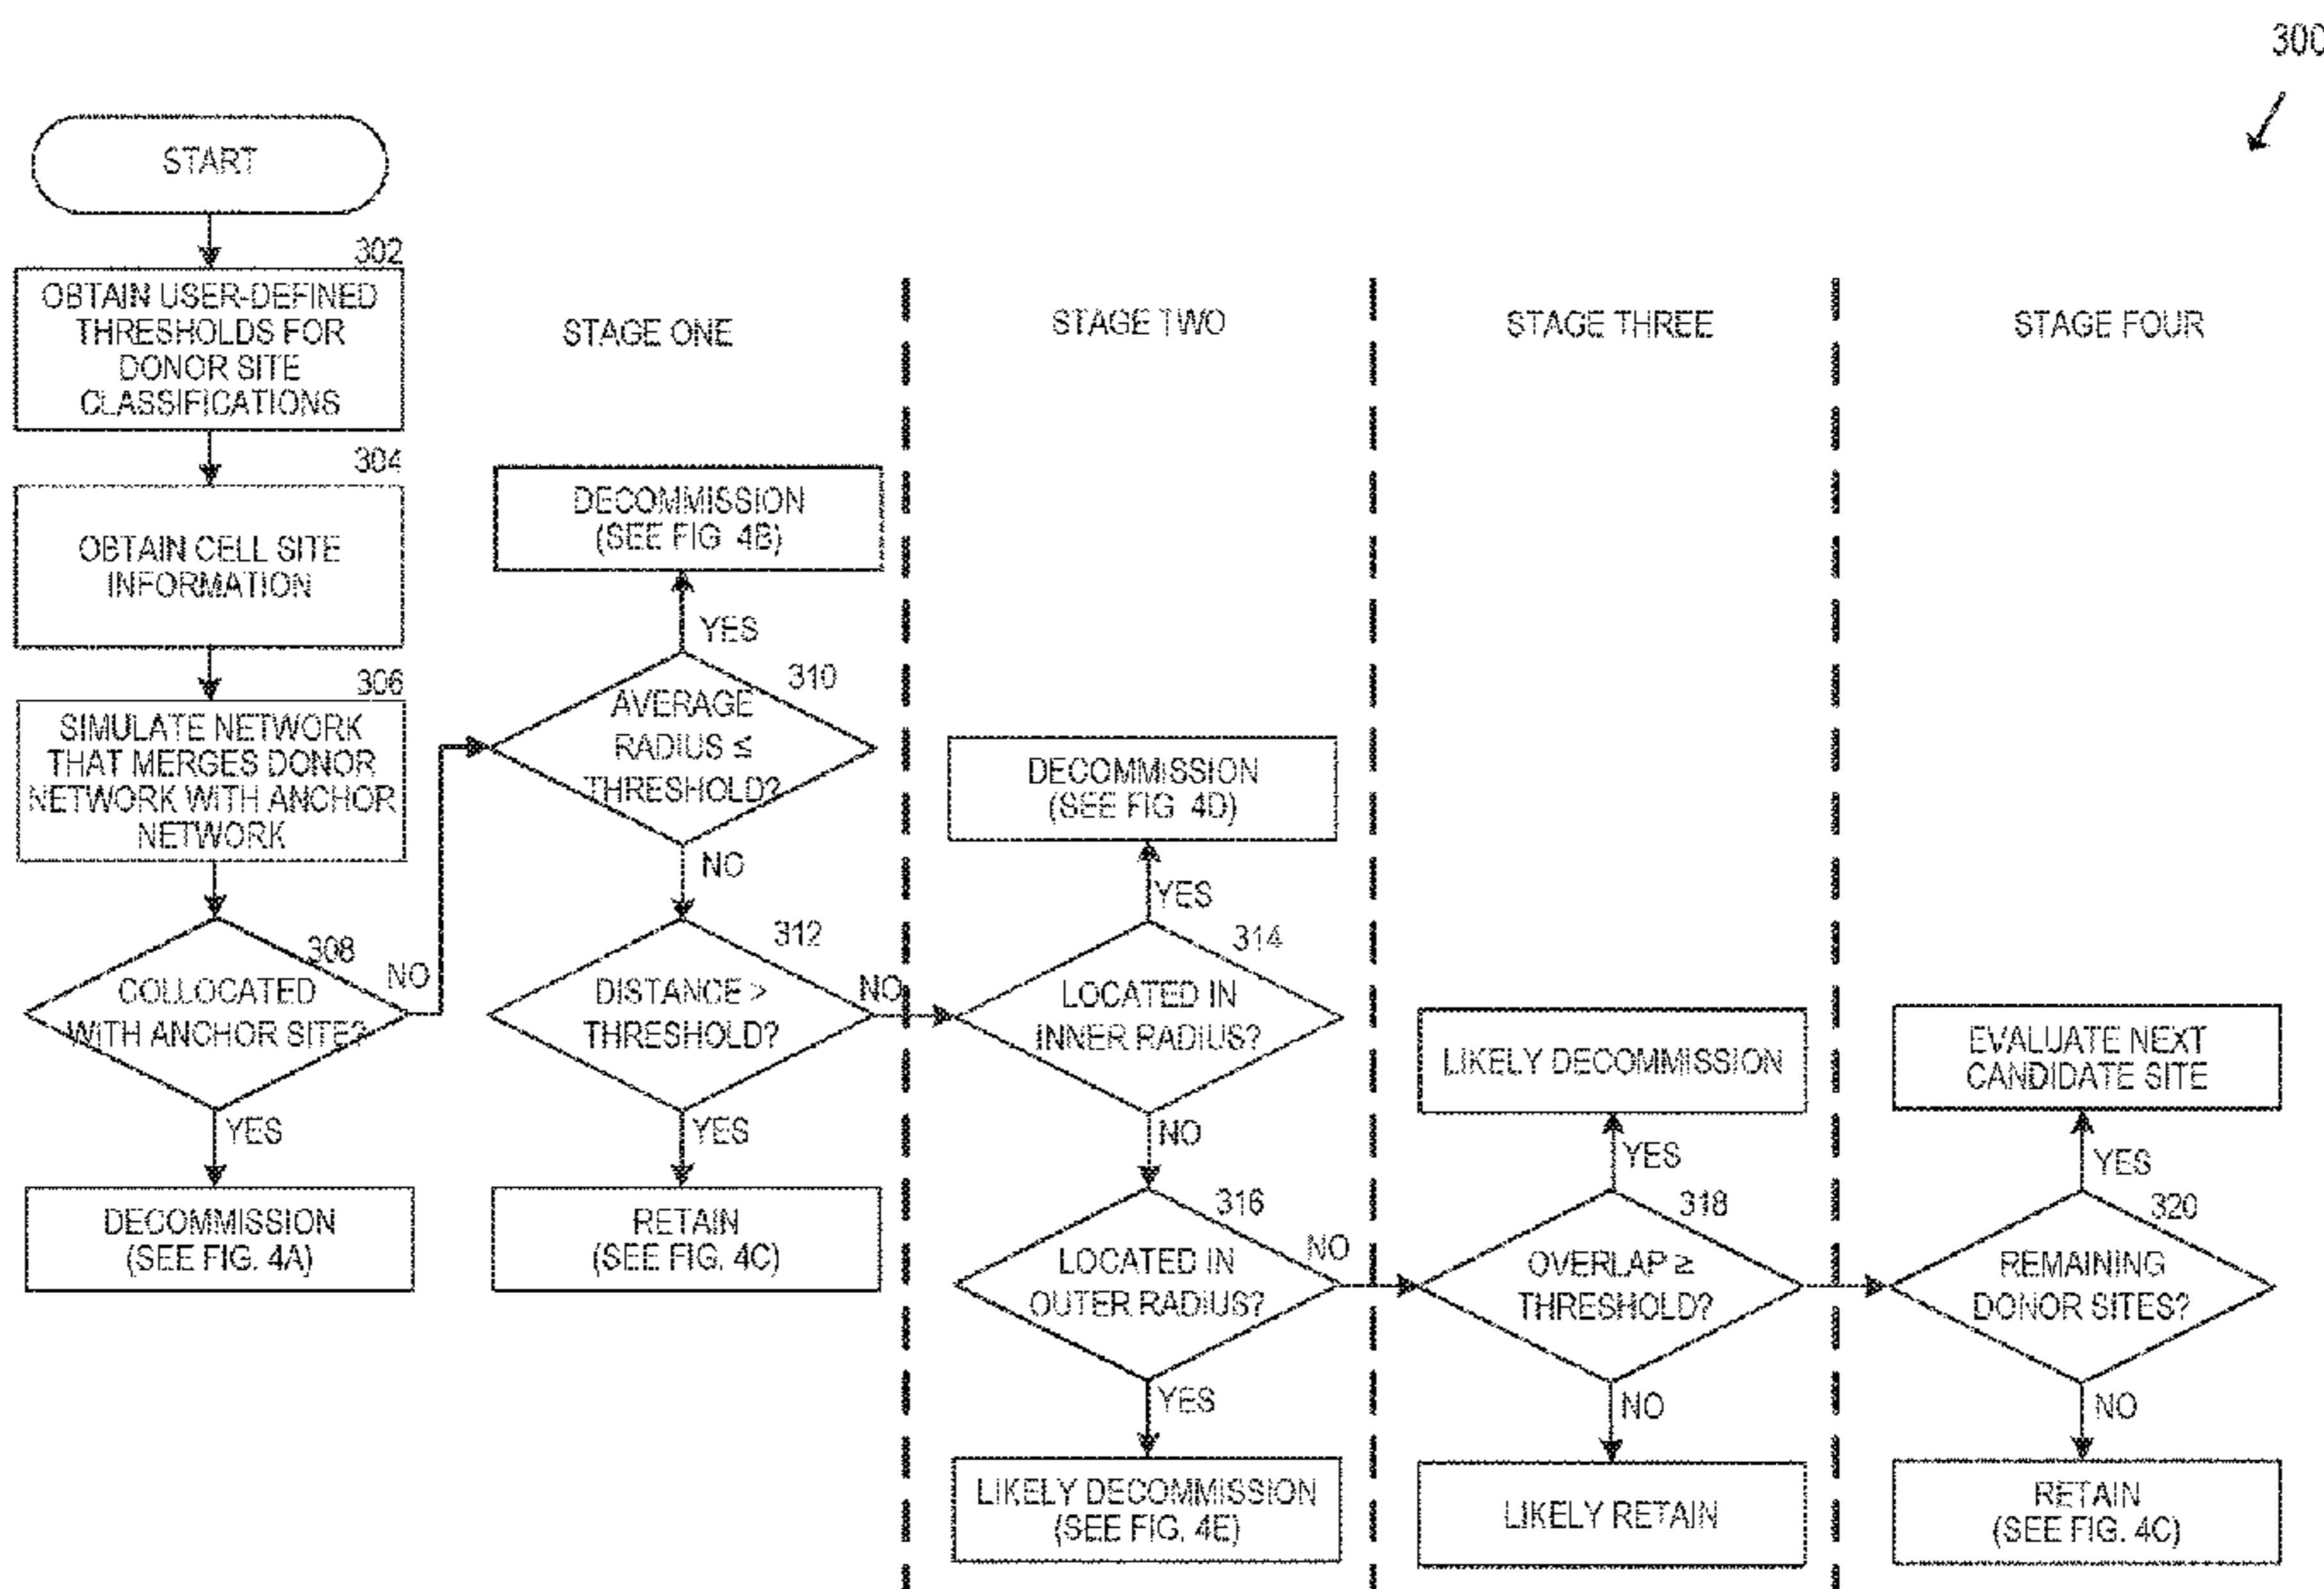 300
START
302
OBTAIN USER-DEFINED
THRESHOLDS FOR
DONOR SITE
CLASSIFICATIONS
304
OBTAIN CELL SITE
INFORMATION
306
SIMULATE NETWORK
THAT MERGES DONOR
NETWORK WITH ANCHOR
NETWORK
308
COLLOCATED
WITH ANCHOR SITE?
NO
YES
DECOMMISSION
(SEE FIG. 4A)
STAGE ONE
DECOMMISSION
(SEE FIG. 4B)
YES
310
AVERAGE
RADIUS ≤
THRESHOLD?
NO
312
DISTANCE >
THRESHOLD?
NO
YES
RETAIN
(SEE FIG. 4C)
STAGE TWO
DECOMMISSION
(SEE FIG. 4D)
YES
314
LOCATED IN
INNER RADIUS?
NO
316
LOCATED IN
OUTER RADIUS?
NO
YES
LIKELY DECOMMISSION
(SEE FIG. 4E)
STAGE THREE
LIKELY DECOMMISSION
YES
318
OVERLAP ≥
THRESHOLD?
NO
LIKELY RETAIN
STAGE FOUR
EVALUATE NEXT
CANDIDATE SITE
YES
320
REMAINING
DONOR SITES?
NO
RETAIN
(SEE FIG. 4C)